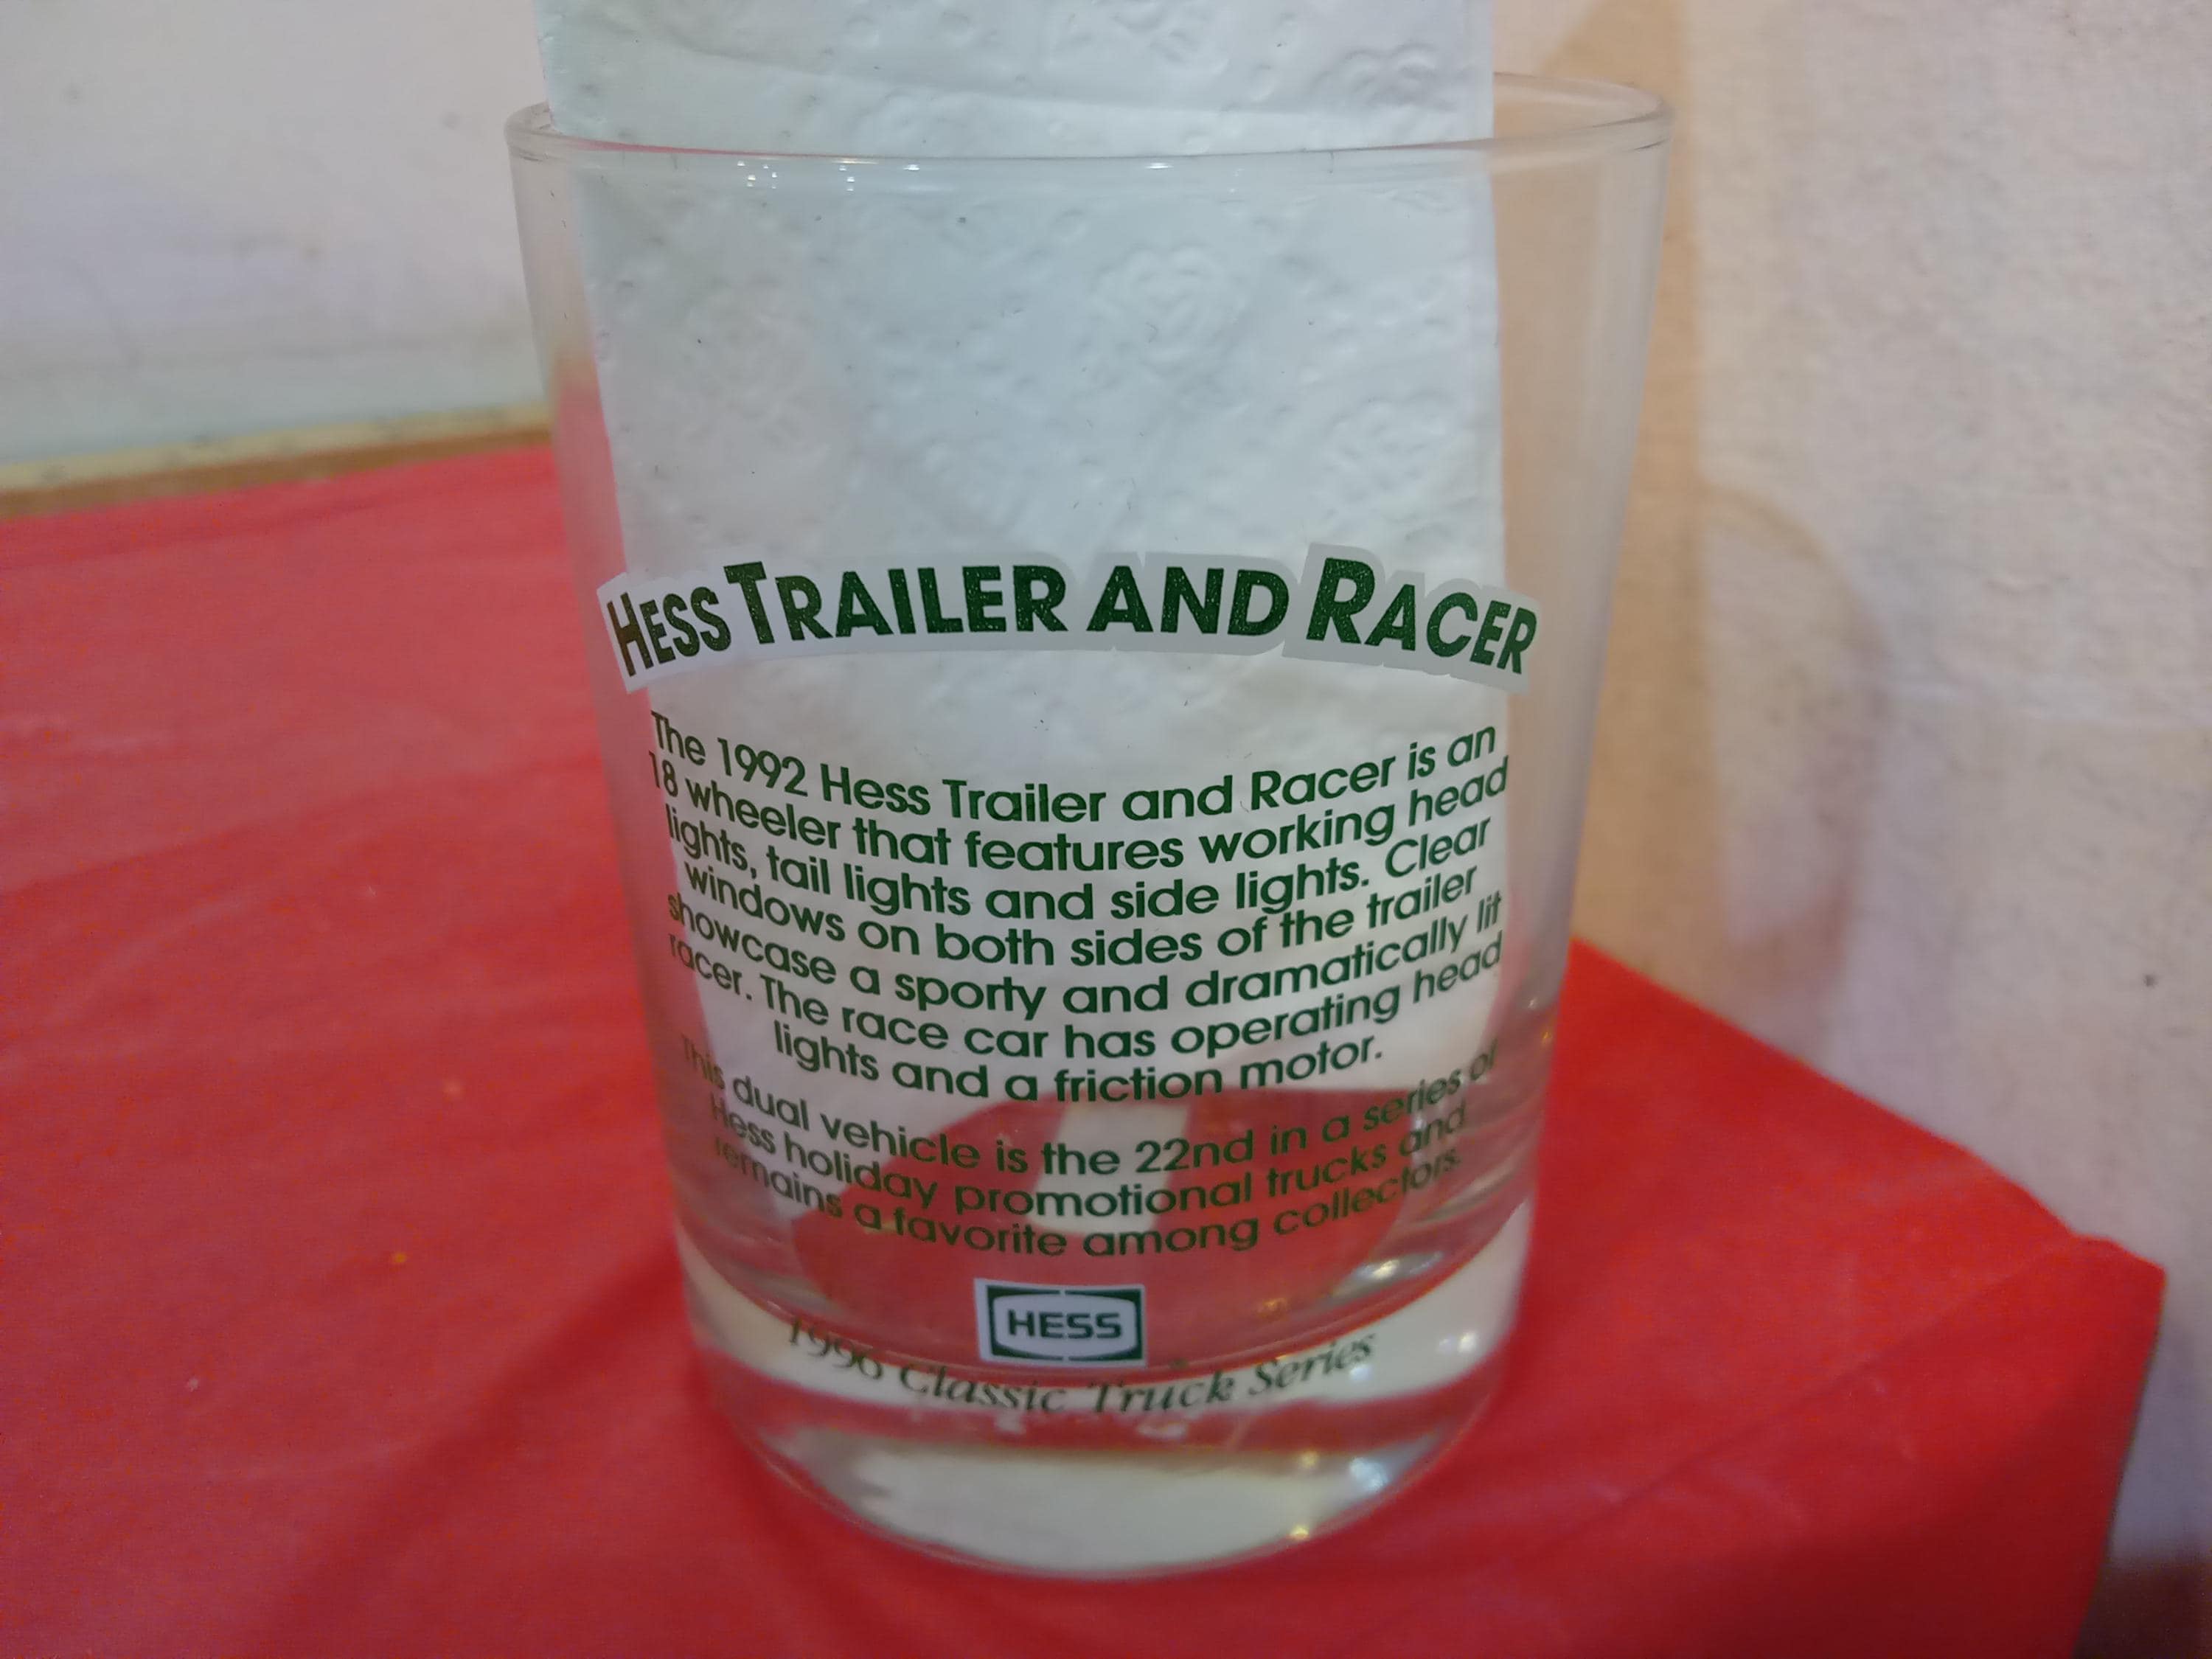 HESS TRAILER AND RACER
The 1992 Hess Trailer and Racer is an
18 wheeler that features working head
lights, tail lights and side lights. Clear
windows on both sides of the trailer
showcase a sporty and dramatically lit
racer. The race car has operating head
lights and a friction motor.
This dual vehicle is the 22nd in a series of
Hess holiday promotional trucks and
remains a favorite among collectors.
HESS
1996 Classic Truck Series